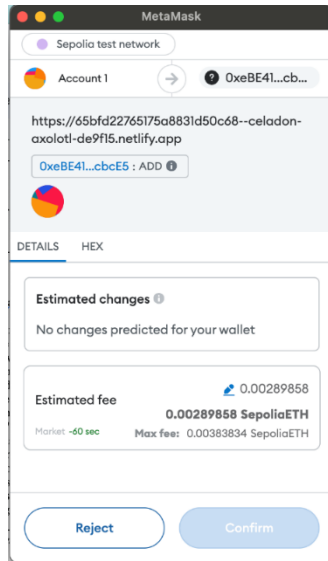 MetaMask
Sepolia test network
Account 1
0xeBE41...cb...
https://65bfd22765175a8831d50c68--celadon-
axolotl-de9f15.netlify.app
0xeBE41...cbcE5 : ADD
DETAILS HEX
Estimated changes
No changes predicted for your wallet
0.00289858
Estimated fee
0.00289858 SepoliaETH
Market ~60 sec Max fee: 0.00383834 SepoliaETH
Reject Confirm